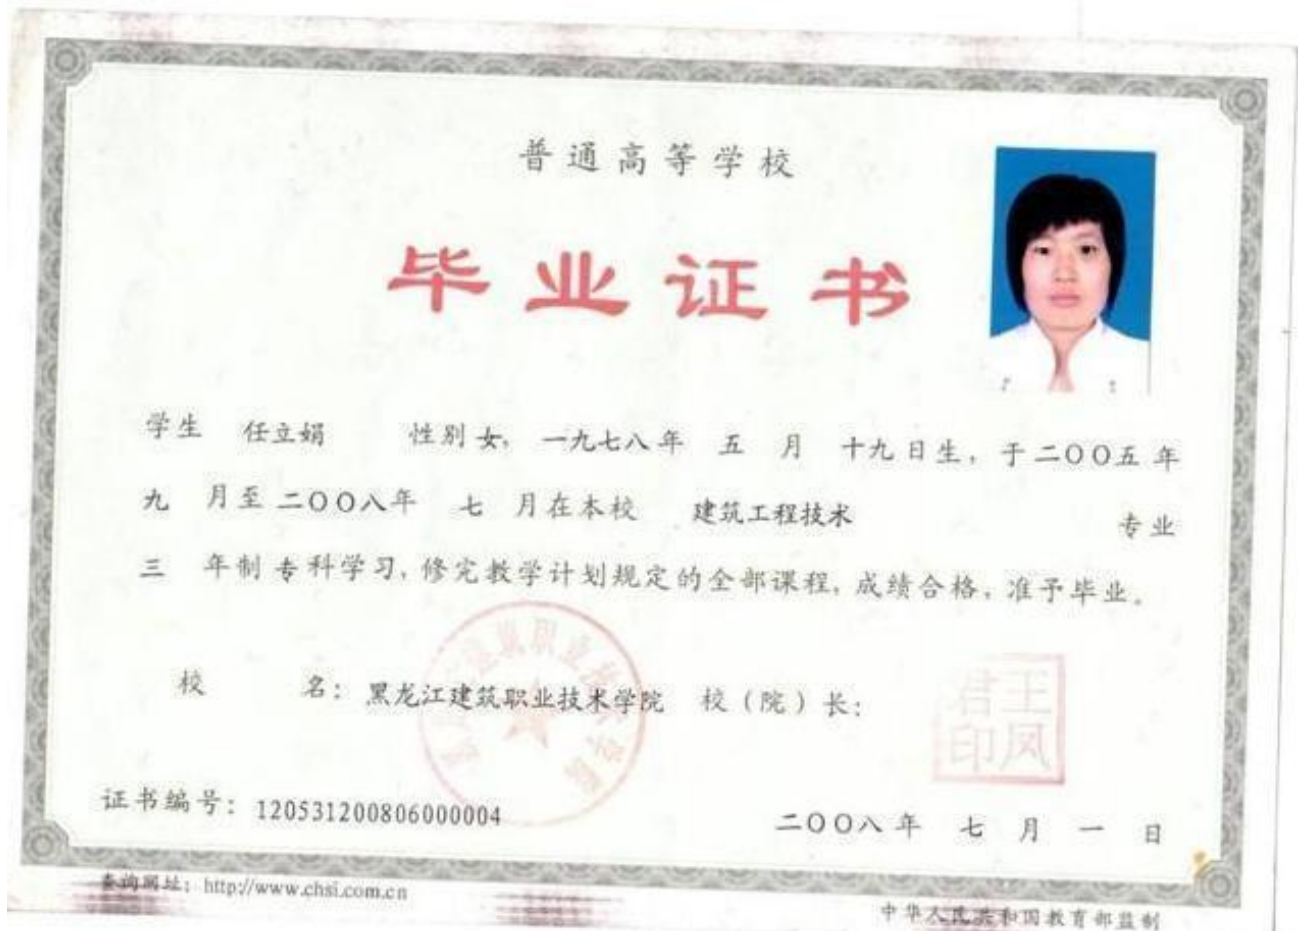 普通高等学校
毕业证书
学生 任立娟 性别 女, 一九七八年 五 月 十九日生, 于二〇〇五年
九 月至二〇〇八年 七 月在本校 建筑工程技术 专业
三 年制专科学习, 修完教学计划规定的全部课程, 成绩合格, 准予毕业。
校 名: 黑龙江建筑职业技术学院 校(院)长:
王凤君印
证书编号: 120531200806000004
二〇〇八年 七 月 一 日
查询网址: http://www.chsi.com.cn
中华人民共和国教育部监制